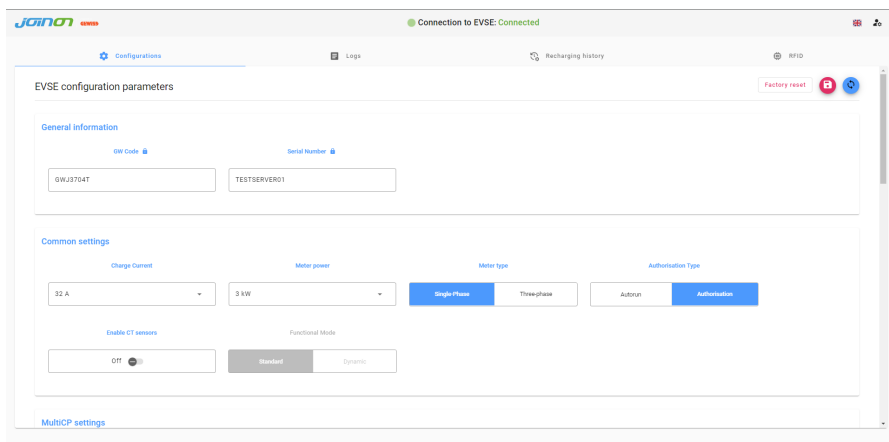 JOINON GEWISS
Connection to EVSE: Connected
Configurations
Logs
Recharging history
RFID
EVSE configuration parameters
Factory reset
General information
GW Code
Serial Number
GWJ3704T
TESTSERVER01
Common settings
Charge Current
Meter power
Meter type
Authorisation Type
32 A
3 kW
Single-Phase
Three-phase
Autorun
Authorisation
Enable CT sensors
Functional Mode
Off
Standard
Dynamic
MultiCP settings